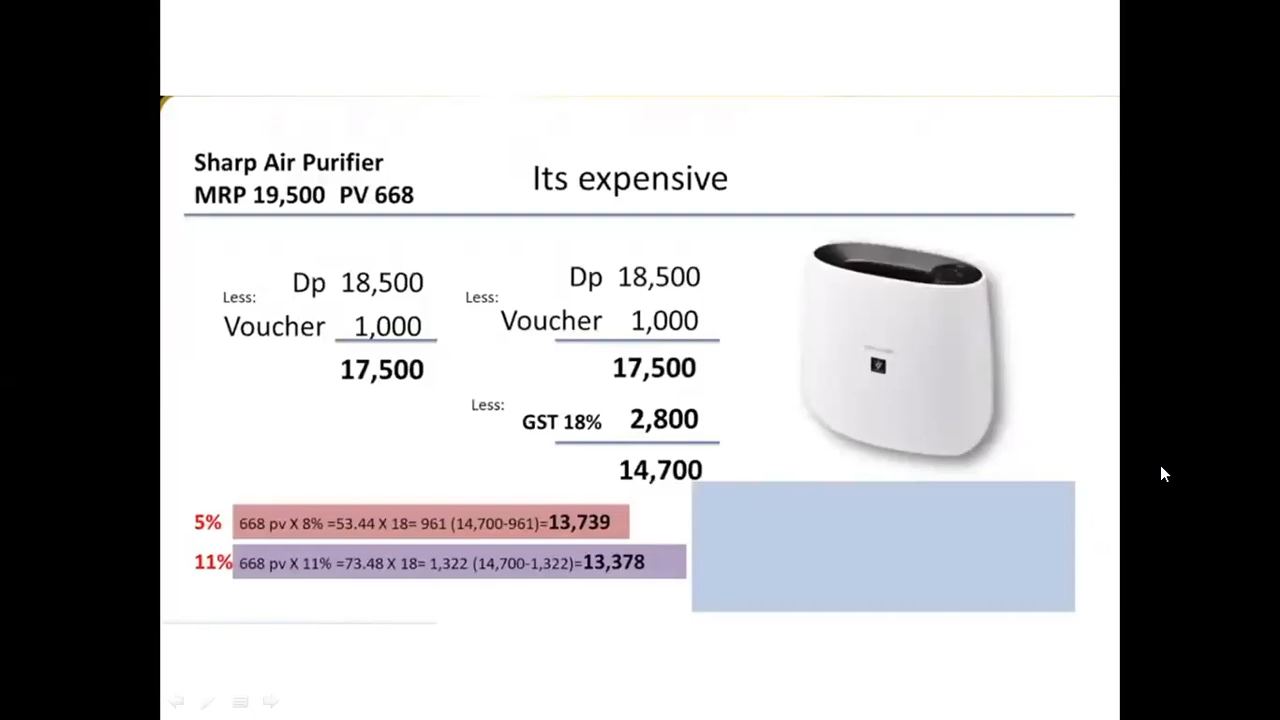 Sharp Air Purifier
MRP 19,500 PV 668
Its expensive
Dp 18,500
Less:
Voucher 1,000
17,500
Dp 18,500
Less:
Voucher 1,000
17,500
Less:
GST 18% 2,800
14,700
5% 668 pv X 8% =53.44 X 18= 961 (14,700-961)=13,739
11% 668 pv X 11% =73.48 X 18= 1,322 (14,700-1,322)=13,378